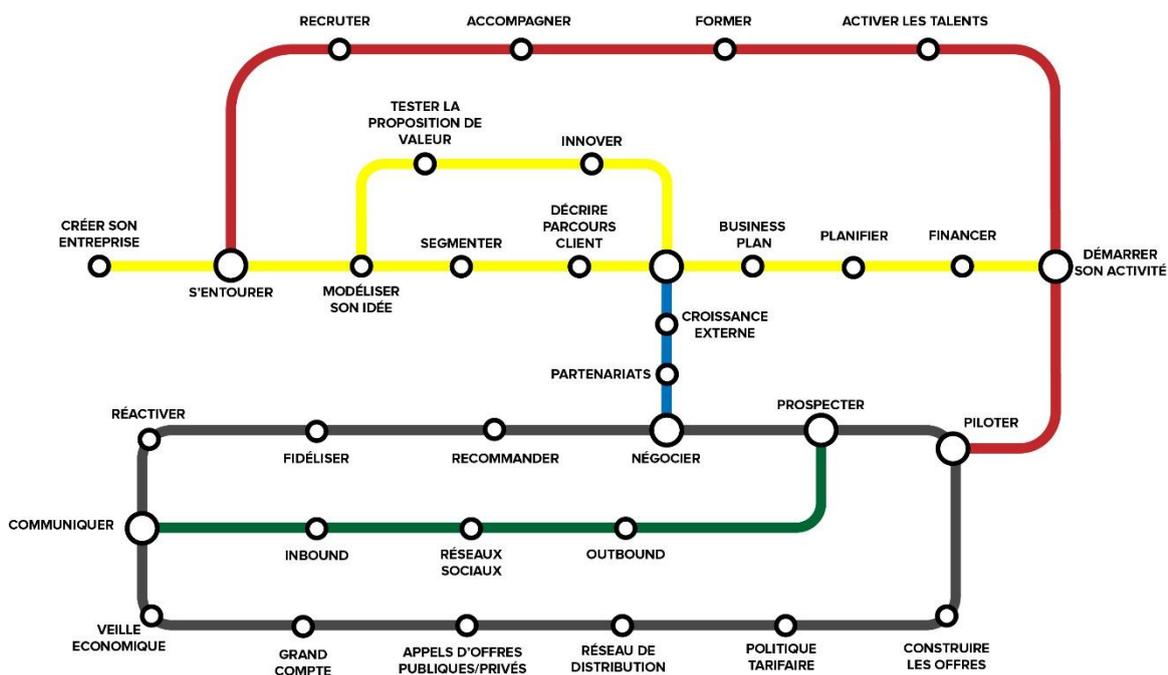 RECRUTER
ACCOMPAGNER
FORMER
ACTIVER LES TALENTS
TESTER LA
PROPOSITION DE
VALEUR
INNOVER
CRÉER SON
ENTREPRISE
S'ENTOURER
MODÉLISER
SON IDÉE
SEGMENTER
DÉCRIRE
PARCOURS
CLIENT
BUSINESS
PLAN
PLANIFIER
FINANCER
DÉMARRER
SON ACTIVITÉ
CROISSANCE
EXTERNE
PARTENARIATS
RÉACTIVER
FIDÉLISER
RECOMMANDER
NÉGOCIER
PROSPECTER
PILOTER
COMMUNIQUER
INBOUND
RÉSEAUX
SOCIAUX
OUTBOUND
VEILLE
ECONOMIQUE
GRAND
COMPTE
APPELS D'OFFRES
PUBLIQUES/PRIVÉS
RÉSEAU DE
DISTRIBUTION
POLITIQUE
TARIFAIRE
CONSTRUIRE
LES OFFRES